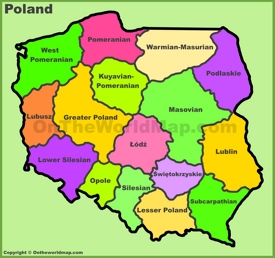 Poland
Pomeranian
West
Pomeranian
Warmian-Masurian
Podlaskie
Kuyavian-
Pomeranian
Masovian
Lubusz
Greater Poland
OnTheWorldMap.com
Łódź
Lublin
Lower Silesian
Świętokrzyskie
Opole
Silesian
Subcarpathian
Lesser Poland
Copyright © Ontheworldmap.com